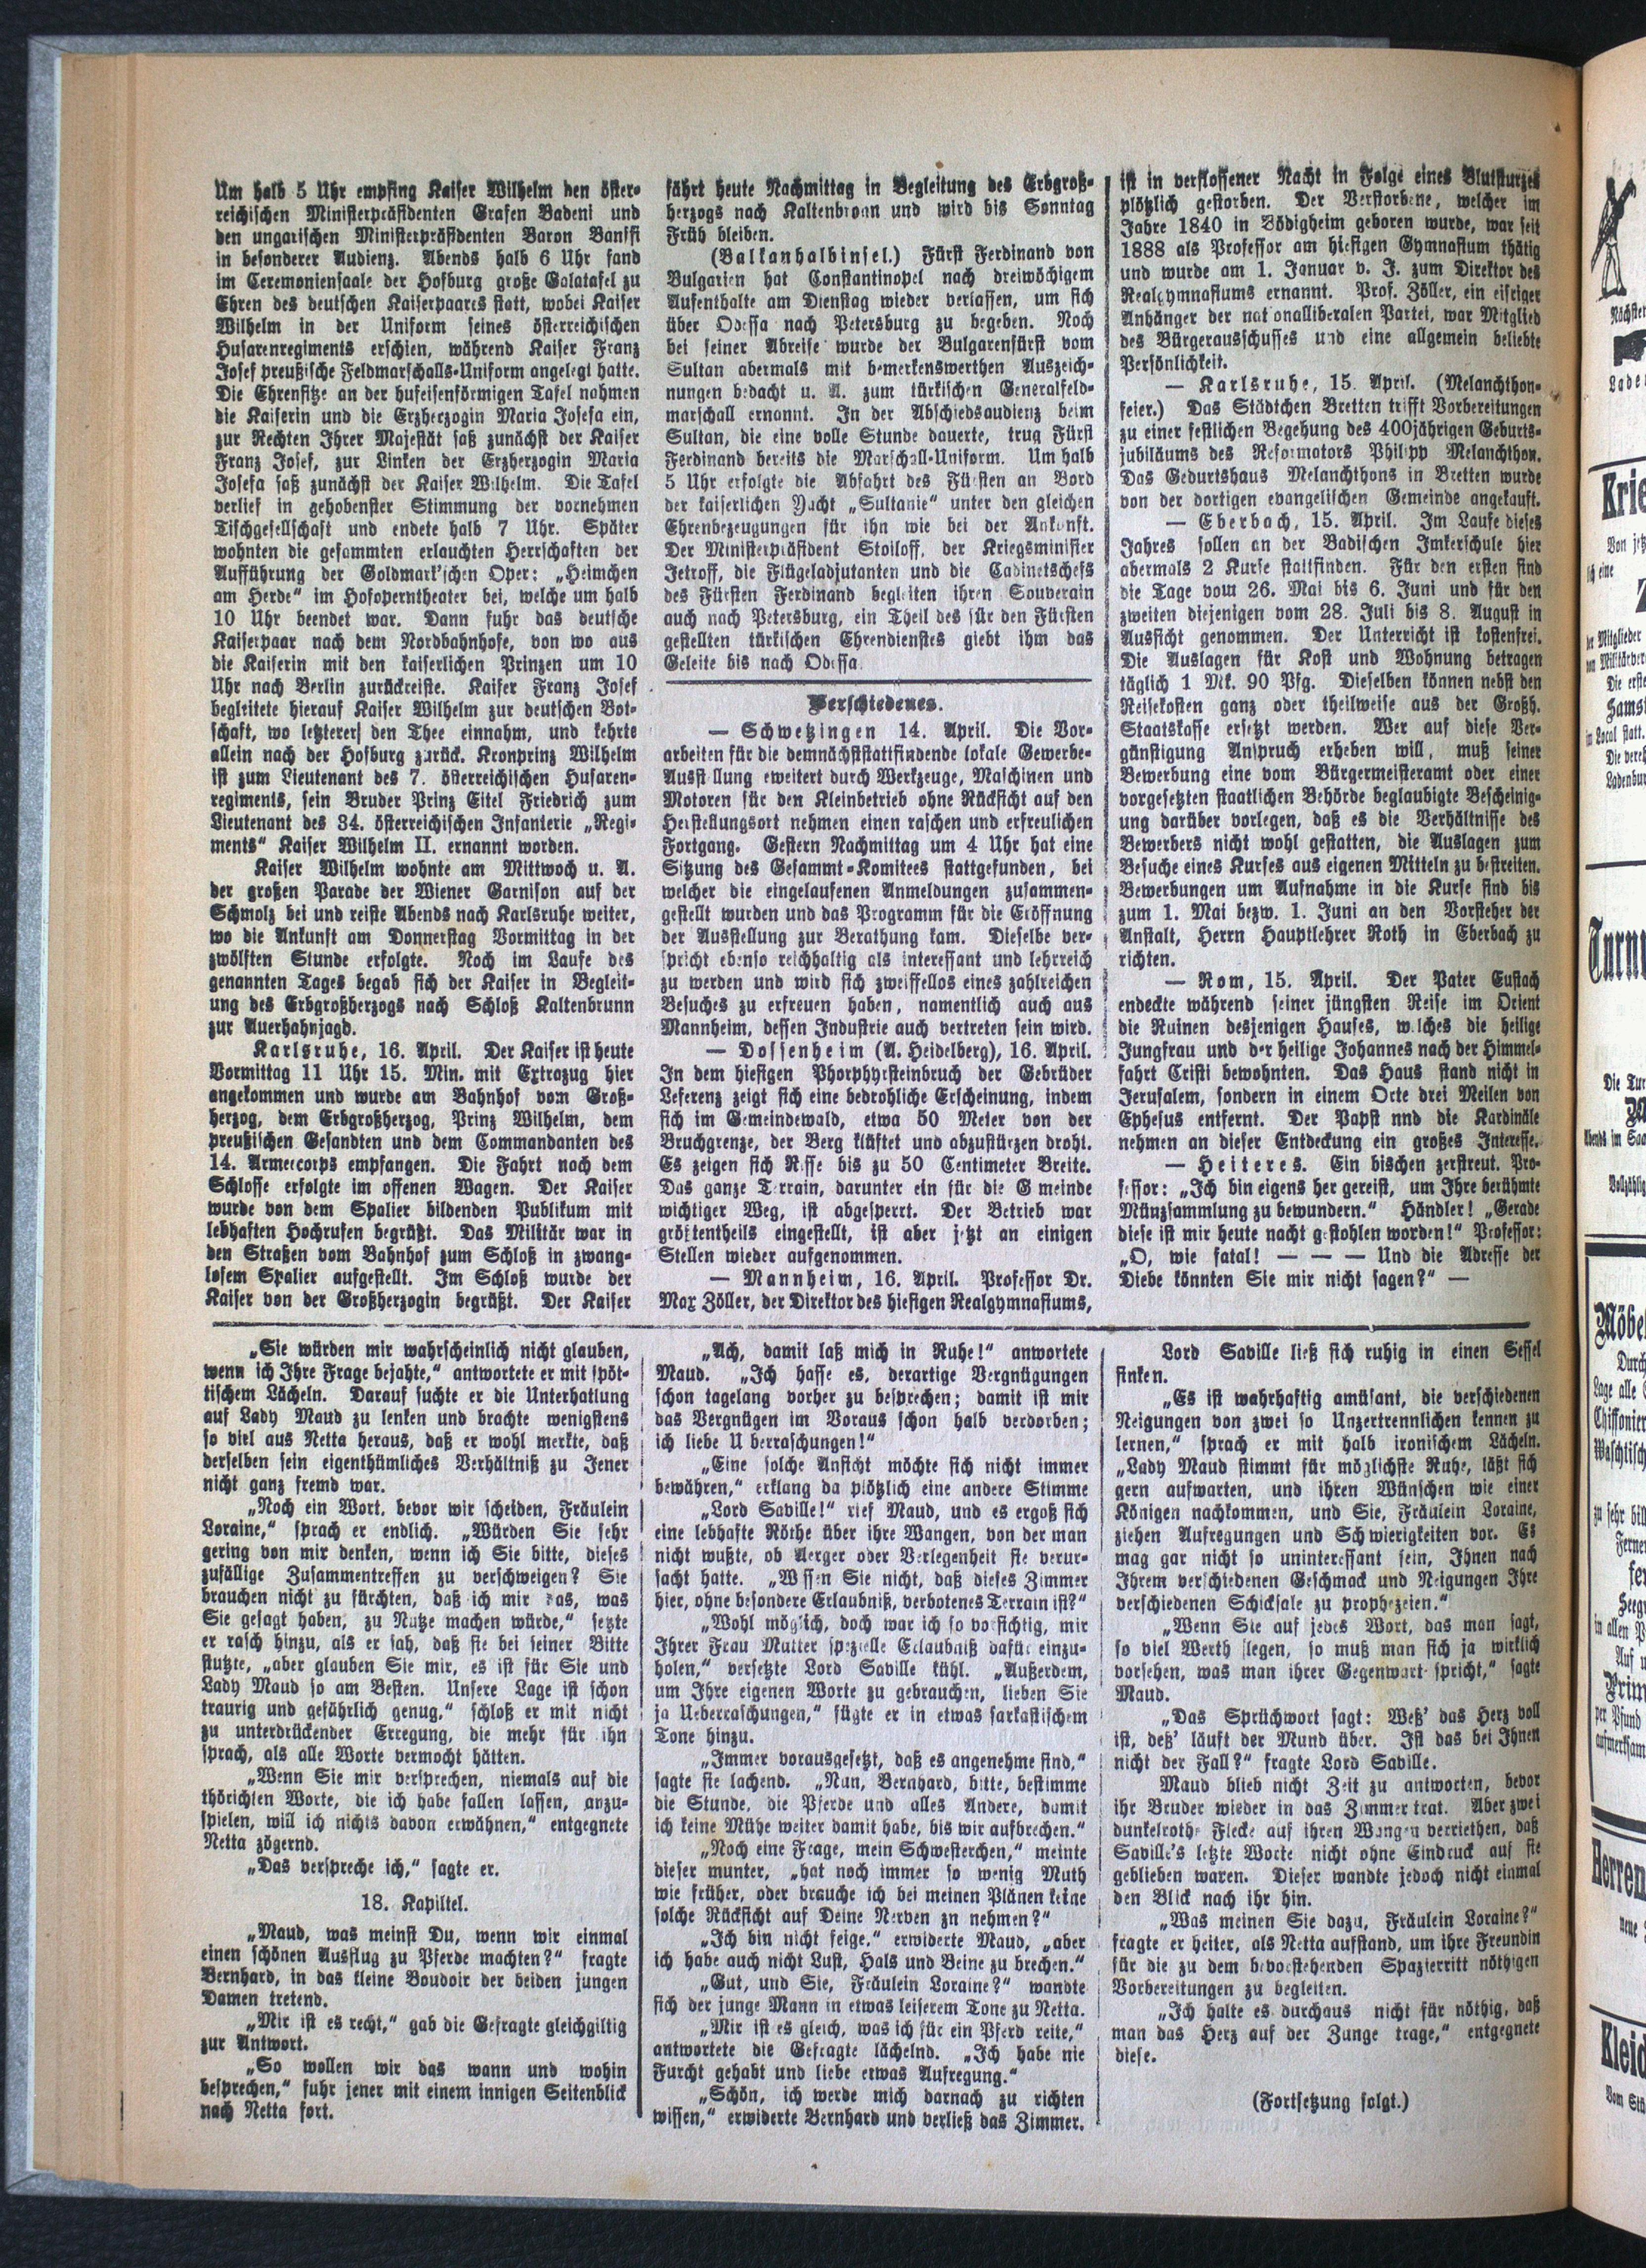 Um halb 5 Uhr empfing Kaiser Wilhelm den öster-
reichischen Ministerpräsidenten Grafen Badeni und
den ungarischen Ministerpräsidenten Baron Banffi
in besonderer Audienz. Abends halb 6 Uhr fand
im Ceremoniensaale der Hofburg große Galatafel zu
Ehren des deutschen Kaiserpaares statt, wobei Kaiser
Wilhelm in der Uniform seines österreichischen
Husarenregiments erschien, während Kaiser Franz
Josef preußische Feldmarschalls-Uniform angelegt hatte.
Die Ehrensitze an der hufeisenförmigen Tafel nahmen
die Kaiserin und die Erzherzogin Maria Josefa ein,
zur Rechten Ihrer Majestät saß zunächst der Kaiser
Franz Josef, zur Linken der Erzherzogin Maria
Josefa saß zunächst der Kaiser Wilhelm. Die Tafel
verlief in gehobenster Stimmung der vornehmen
Tischgesellschaft und endete halb 7 Uhr. Später
wohnten die gesammten erlauchten Herrschaften der
Aufführung der Goldmark'schen Oper: „Heimchen
am Herde" im Hofoperntheater bei, welche um halb
10 Uhr beendet war. Dann fuhr das deutsche
Kaiserpaar nach dem Nordbahnhofe, von wo aus
die Kaiserin mit den kaiserlichen Prinzen um 10
Uhr nach Berlin zurückreiste. Kaiser Franz Josef
begleitete hierauf Kaiser Wilhelm zur deutschen Bot-
schaft, wo letzterer den Thee einnahm, und kehrte
allein nach der Hofburg zurück. Kronprinz Wilhelm
ist zum Lieutenant des 7. österreichischen Husaren-
regiments, sein Bruder Prinz Eitel Friedrich zum
Lieutenant des 34. österreichischen Infanterie „Regi-
ments" Kaiser Wilhelm II. ernannt worden.
Kaiser Wilhelm wohnte am Mittwoch u. A.
der großen Parade der Wiener Garnison auf der
Schmolz bei und reiste Abends nach Karlsruhe weiter,
wo die Ankunft am Donnerstag Vormittag in der
zwölften Stunde erfolgte. Noch im Laufe des
genannten Tages begab sich der Kaiser in Begleit-
ung des Erbgroßherzogs nach Schloß Kaltenbrunn
zur Auerhahnjagd.
Karlsruhe, 16. April. Der Kaiser ist heute
Vormittag 11 Uhr 15. Min. mit Extrazug hier
angekommen und wurde am Bahnhof vom Groß-
herzog, dem Erbgroßherzog, Prinz Wilhelm, dem
preußischen Gesandten und dem Commandanten des
14. Armeecorps empfangen. Die Fahrt nach dem
Schlosse erfolgte im offenen Wagen. Der Kaiser
wurde von dem Spalier bildenden Publikum mit
lebhaften Hochrufen begrüßt. Das Militär war in
den Straßen vom Bahnhof zum Schloß in zwang-
losem Spalier aufgestellt. Im Schloß wurde der
Kaiser von der Großherzogin begrüßt. Der Kaiser
fährt heute Nachmittag in Begleitung des Erbgroß-
herzogs nach Kaltenbronn und wird bis Sonntag
Früh bleiben.
(Balkanhalbinsel.) Fürst Ferdinand von
Bulgarien hat Constantinopel nach dreiwöchigem
Aufenthalte am Dienstag wieder verlassen, um sich
über Odessa nach Petersburg zu begeben. Noch
bei seiner Abreise wurde der Bulgarenfürst vom
Sultan abermals mit bemerkenswerthen Auszeich-
nungen bedacht u. A. zum türkischen Generalfeld-
marschall ernannt. In der Abschiedsaudienz beim
Sultan, die eine volle Stunde dauerte, trug Fürst
Ferdinand bereits die Marschall-Uniform. Um halb
5 Uhr erfolgte die Abfahrt des Fürsten an Bord
der kaiserlichen Yacht „Sultanie" unter den gleichen
Ehrenbezeugungen für ihn wie bei der Ankunft.
Der Ministerpräsident Stoiloff, der Kriegsminister
Jetroff, die Flügeladjutanten und die Cabinetschefs
des Fürsten Ferdinand begleiten ihren Souverain
auch nach Petersburg, ein Theil des für den Fürsten
gestellten türkischen Ehrendienstes giebt ihm das
Geleite bis nach Odessa.
Verschiedenes.
— Schwetzingen 14. April. Die Vor-
arbeiten für die demnächststattfindende lokale Gewerbe-
Ausstellung eweitert durch Werkzeuge, Maschinen und
Motoren für den Kleinbetrieb ohne Rücksicht auf den
Herstellungsort nehmen einen raschen und erfreulichen
Fortgang. Gestern Nachmittag um 4 Uhr hat eine
Sitzung des Gesammt-Komitees stattgefunden, bei
welcher die eingelaufenen Anmeldungen zusammen-
gestellt wurden und das Programm für die Eröffnung
der Ausstellung zur Berathung kam. Dieselbe ver-
spricht ebenso reichhaltig als interessant und lehrreich
zu werden und wird sich zweiffellos eines zahlreichen
Besuches zu erfreuen haben, namentlich auch aus
Mannheim, dessen Industrie auch vertreten sein wird.
— Dossenheim (A. Heidelberg), 16. April.
In dem hiesigen Phorphyrsteinbruch der Gebrüder
Leferenz zeigt sich eine bedrohliche Erscheinung, indem
sich im Gemeindewald, etwa 50 Meter von der
Bruchgrenze, der Berg klüftet und abzustürzen droht.
Es zeigen sich Risse bis zu 50 Centimeter Breite.
Das ganze Terrain, darunter ein für die Gemeinde
wichtiger Weg, ist abgesperrt. Der Betrieb war
größtentheils eingestellt, ist aber jetzt an einigen
Stellen wieder aufgenommen.
— Mannheim, 16. April. Professor Dr.
Max Zöller, der Direktor des hiesigen Realgymnasiums,
ist in verflossener Nacht in Folge eines Blutsturzes
plötzlich gestorben. Der Verstorbene, welcher im
Jahre 1840 in Bödigheim geboren wurde, war seit
1888 als Professor am hiesigen Gymnasium thätig
und wurde am 1. Januar v. J. zum Direktor des
Realgymnasiums ernannt. Prof. Zöller, ein eifriger
Anhänger der nationalliberalen Partei, war Mitglied
des Bürgerausschusses und eine allgemein beliebte
Persönlichkeit.
— Karlsruhe, 15. April. (Melanchthon-
feier.) Das Städtchen Bretten trifft Vorbereitungen
zu einer festlichen Begehung des 400jährigen Geburts-
jubiläums des Reformators Philipp Melanchthon.
Das Geburtshaus Melanchthons in Bretten wurde
von der dortigen evangelischen Gemeinde angekauft.
— Eberbach, 15. April. Im Laufe dieses
Jahres sollen an der Badischen Imkerschule hier
abermals 2 Kurse stattfinden. Für den ersten sind
die Tage vom 26. Mai bis 6. Juni und für den
zweiten diejenigen vom 28. Juli bis 8. August in
Aussicht genommen. Der Unterricht ist kostenfrei.
Die Auslagen für Kost und Wohnung betragen
täglich 1 Mk. 90 Pfg. Dieselben können nebst den
Reisekosten ganz oder theilweise aus der Großh.
Staatskasse ersetzt werden. Wer auf diese Ver-
günstigung Anspruch erheben will, muß seiner
Bewerbung eine vom Bürgermeisteramt oder einer
vorgesetzten staatlichen Behörde beglaubigte Bescheinig-
ung darüber vorlegen, daß es die Verhältnisse des
Bewerbers nicht wohl gestatten, die Auslagen zum
Besuche eines Kurses aus eigenen Mitteln zu bestreiten.
Bewerbungen um Aufnahme in die Kurse sind bis
zum 1. Mai bezw. 1. Juni an den Vorsteher der
Anstalt, Herrn Hauptlehrer Roth in Eberbach zu
richten.
— Rom, 15. April. Der Pater Eustach
endeckte während seiner jüngsten Reise im Orient
die Ruinen desjenigen Hauses, welches die heilige
Jungfrau und der heilige Johannes nach der Himmel-
fahrt Cristi bewohnten. Das Haus stand nicht in
Jerusalem, sondern in einem Orte drei Meilen von
Ephesus entfernt. Der Papst nnd die Kardinäle
nehmen an dieser Entdeckung ein großes Interesse.
— Heiteres. Ein bischen zerstreut. Pro-
fessor: „Ich bin eigens her gereist, um Ihre berühmte
Münzsammlung zu bewundern." Händler! „Gerade
diese ist mir heute nacht gestohlen worden!" Professor:
„O, wie fatal! — — — Und die Adresse der
Diebe könnten Sie mir nicht sagen?" —
„Sie würden mir wahrscheinlich nicht glauben,
wenn ich Ihre Frage bejahte," antwortete er mit spöt-
tischem Lächeln. Darauf suchte er die Unterhatlung
auf Lady Maud zu lenken und brachte wenigstens
so viel aus Netta heraus, daß er wohl merkte, daß
derselben sein eigenthümliches Verhältniß zu Jener
nicht ganz fremd war.
„Noch ein Wort, bevor wir scheiden, Fräulein
Loraine," sprach er endlich. „Würden Sie sehr
gering von mir denken, wenn ich Sie bitte, dieses
zufällige Zusammentreffen zu verschweigen? Sie
brauchen nicht zu fürchten, daß ich mir das, was
Sie gesagt haben, zu Nutze machen würde," setzte
er rasch hinzu, als er sah, daß sie bei seiner Bitte
stutzte, „aber glauben Sie mir, es ist für Sie und
Lady Maud so am Besten. Unsere Lage ist schon
traurig und gefährlich genug," schloß er mit nicht
zu unterdrückender Erregung, die mehr für ihn
sprach, als alle Worte vermocht hätten.
„Wenn Sie mir versprechen, niemals auf die
thörichten Worte, die ich habe fallen lassen, anzu-
spielen, will ich nichts davon erwähnen," entgegnete
Netta zögernd.
„Das verspreche ich," sagte er.
18. Kapiltel.
„Maud, was meinst Du, wenn wir einmal
einen schönen Ausflug zu Pferde machten?" fragte
Bernhard, in das kleine Boudoir der beiden jungen
Damen tretend.
„Mir ist es recht," gab die Gefragte gleichgiltig
zur Antwort.
„So wollen wir das wann und wohin
besprechen," fuhr jener mit einem innigen Seitenblick
nach Netta fort.
„Ach, damit laß mich in Ruhe!" anwortete
Maud. „Ich hasse es, derartige Vergnügungen
schon tagelang vorher zu besprechen; damit ist mir
das Vergnügen im Voraus schon halb verdorben;
ich liebe U berraschungen!"
„Eine solche Ansicht möchte sich nicht immer
bewähren," erklang da plötzlich eine andere Stimme
„Lord Saville!" rief Maud, und es ergoß sich
eine lebhafte Röthe über ihre Wangen, von der man
nicht wußte, ob Aerger oder Verlegenheit sie verur-
sacht hatte. „Wissen Sie nicht, daß dieses Zimmer
hier, ohne besondere Erlaubniß, verbotenes Terrain ist?"
„Wohl möglich, doch war ich so vorsichtig, mir
Ihrer Frau Mutter spezielle Erlaubniß dafür einzu-
holen," versetzte Lord Saville kühl. „Außerdem,
um Ihre eigenen Worte zu gebrauchen, lieben Sie
ja Ueberraschungen," fügte er in etwas sarkastischem
Tone hinzu.
„Immer vorausgesetzt, daß es angenehme sind,"
sagte sie lachend. „Nun, Bernhard, bitte, bestimme
die Stunde, die Pferde und alles Andere, damit
ich keine Mühe weiter damit habe, bis wir aufbrechen."
„Noch eine Frage, mein Schwesterchen," meinte
dieser munter, „hat noch immer so wenig Muth
wie früher, oder brauche ich bei meinen Plänen keine
solche Rücksicht auf Deine Nerven zn nehmen?"
„Ich bin nicht feige," erwiderte Maud, „aber
ich habe auch nicht Lust, Hals und Beine zu brechen."
„Gut, und Sie, Fräulein Loraine?" wandte
sich der junge Mann in etwas leiserem Tone zu Netta.
„Mir ist es gleich, was ich für ein Pferd reite,"
antwortete die Gefragte lächelnd. „Ich habe nie
Furcht gehabt und liebe etwas Aufregung."
„Schön, ich werde mich darnach zu richten
wissen," erwiderte Bernhard und verließ das Zimmer.
Lord Saville ließ sich ruhig in einen Sessel
sinken.
„Es ist wahrhaftig amüsant, die verschiedenen
Neigungen von zwei so Unzertrennlichen kennen zu
lernen," sprach er mit halb ironischem Lächeln.
„Lady Maud stimmt für möglichste Ruhe, läßt sich
gern aufwarten, und ihren Wünschen wie einer
Königen nachkommen, und Sie, Fräulein Loraine,
ziehen Aufregungen und Schwierigkeiten vor. Es
mag gar nicht so uninteressant sein, Ihnen nach
Ihrem verschiedenen Geschmack und Neigungen Ihre
verschiedenen Schicksale zu prophezeien."
„Wenn Sie auf jedes Wort, das man sagt,
so viel Werth legen, so muß man sich ja wirklich
vorsehen, was man ihrer Gegenwart spricht," sagte
Maud.
„Das Sprüchwort sagt: Weß' das Herz voll
ist, deß' läuft der Mund über. Ist das bei Ihnen
nicht der Fall?" fragte Lord Saville.
Maud blieb nicht Zeit zu antworten, bevor
ihr Bruder wieder in das Zimmer trat. Aber zwei
dunkelrothe Flecke auf ihren Wangen verriethen, daß
Saville's letzte Worte nicht ohne Eindruck auf sie
geblieben waren. Dieser wandte jedoch nicht einmal
den Blick nach ihr hin.
„Was meinen Sie dazu, Fräulein Loraine?"
fragte er heiter, als Netta aufstand, um ihre Freundin
für die zu dem bevorstehenden Spazierritt nöthigen
Vorbereitungen zu begleiten.
„Ich halte es durchaus nicht für nöthig, daß
man das Herz auf der Zunge trage," entgegnete
diese.
(Fortsetzung folgt.)